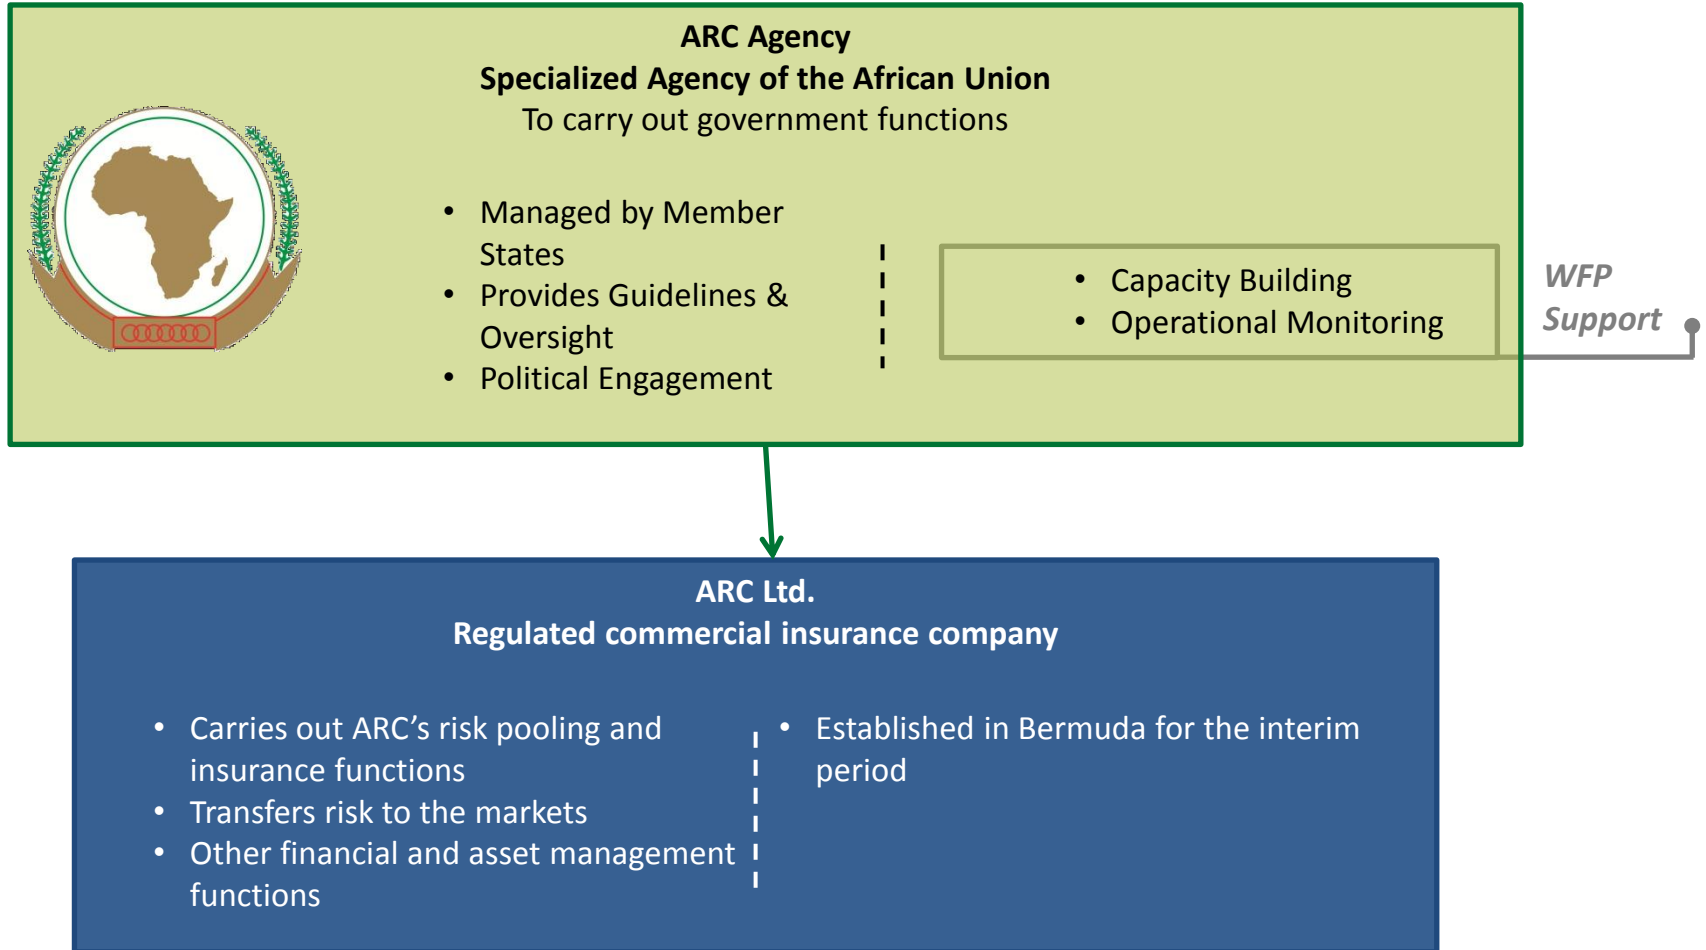 ARC Agency
Specialized Agency of the African Union
To carry out government functions
• Managed by Member
States
• Provides Guidelines &
Oversight
• Political Engagement
• Capacity Building
• Operational Monitoring
WFP
Support
ARC Ltd.
Regulated commercial insurance company
• Carries out ARC’s risk pooling and
insurance functions
• Transfers risk to the markets
• Other financial and asset management
functions
• Established in Bermuda for the interim
period